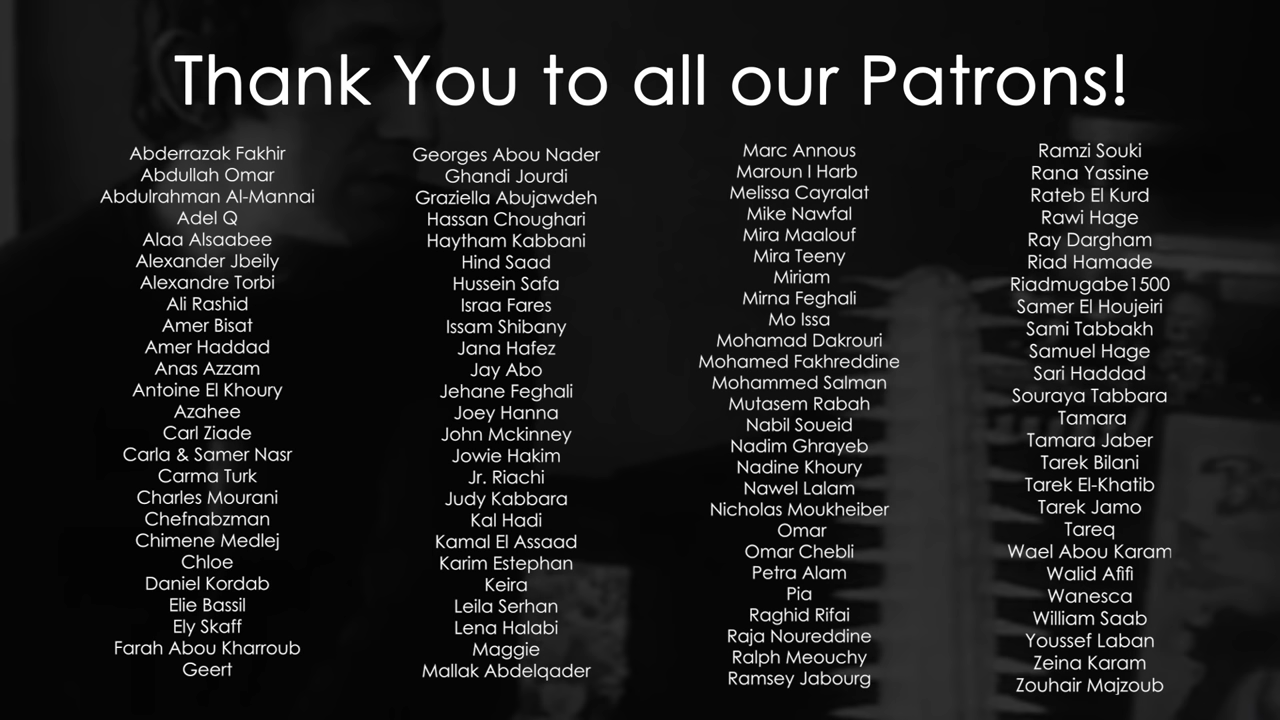 Thank You to all our Patrons!
Abderrazak Fakhir
Abdullah Omar
Abdulrahman Al-Mannai
Adel Q
Alaa Alsaabee
Alexander Jbeily
Alexandre Torbi
Ali Rashid
Amer Bisat
Amer Haddad
Anas Azzam
Antoine El Khoury
Azahee
Carl Ziade
Carla & Samer Nasr
Carma Turk
Charles Mourani
Chefnabzman
Chimene Medlej
Chloe
Daniel Kordab
Elie Bassil
Ely Skaff
Farah Abou Kharroub
Geert
Georges Abou Nader
Ghandi Jourdi
Graziella Abujawdeh
Hassan Choughari
Haytham Kabbani
Hind Saad
Hussein Safa
Israa Fares
Issam Shibany
Jana Hafez
Jay Abo
Jehane Feghali
Joey Hanna
John Mckinney
Jowie Hakim
Jr. Riachi
Judy Kabbara
Kal Hadi
Kamal El Assaad
Karim Estephan
Keira
Leila Serhan
Lena Halabi
Maggie
Mallak Abdelqader
Marc Annous
Maroun I Harb
Melissa Cayralat
Mike Nawfal
Mira Maalouf
Mira Teeny
Miriam
Mirna Feghali
Mo Issa
Mohamad Dakrouri
Mohamed Fakhreddine
Mohammed Salman
Mutasem Rabah
Nabil Soueid
Nadim Ghrayeb
Nadine Khoury
Nawel Lalam
Nicholas Moukheiber
Omar
Omar Chebli
Petra Alam
Pia
Raghid Rifai
Raja Noureddine
Ralph Meouchy
Ramsey Jabourg
Ramzi Souki
Rana Yassine
Rateb El Kurd
Rawi Hage
Ray Dargham
Riad Hamade
Riadmugabe1500
Samer El Houjeiri
Sami Tabbakh
Samuel Hage
Sari Haddad
Souraya Tabbara
Tamara
Tamara Jaber
Tarek Bilani
Tarek El-Khatib
Tarek Jamo
Tareq
Wael Abou Karam
Walid Afifi
Wanesca
William Saab
Youssef Laban
Zeina Karam
Zouhair Majzoub